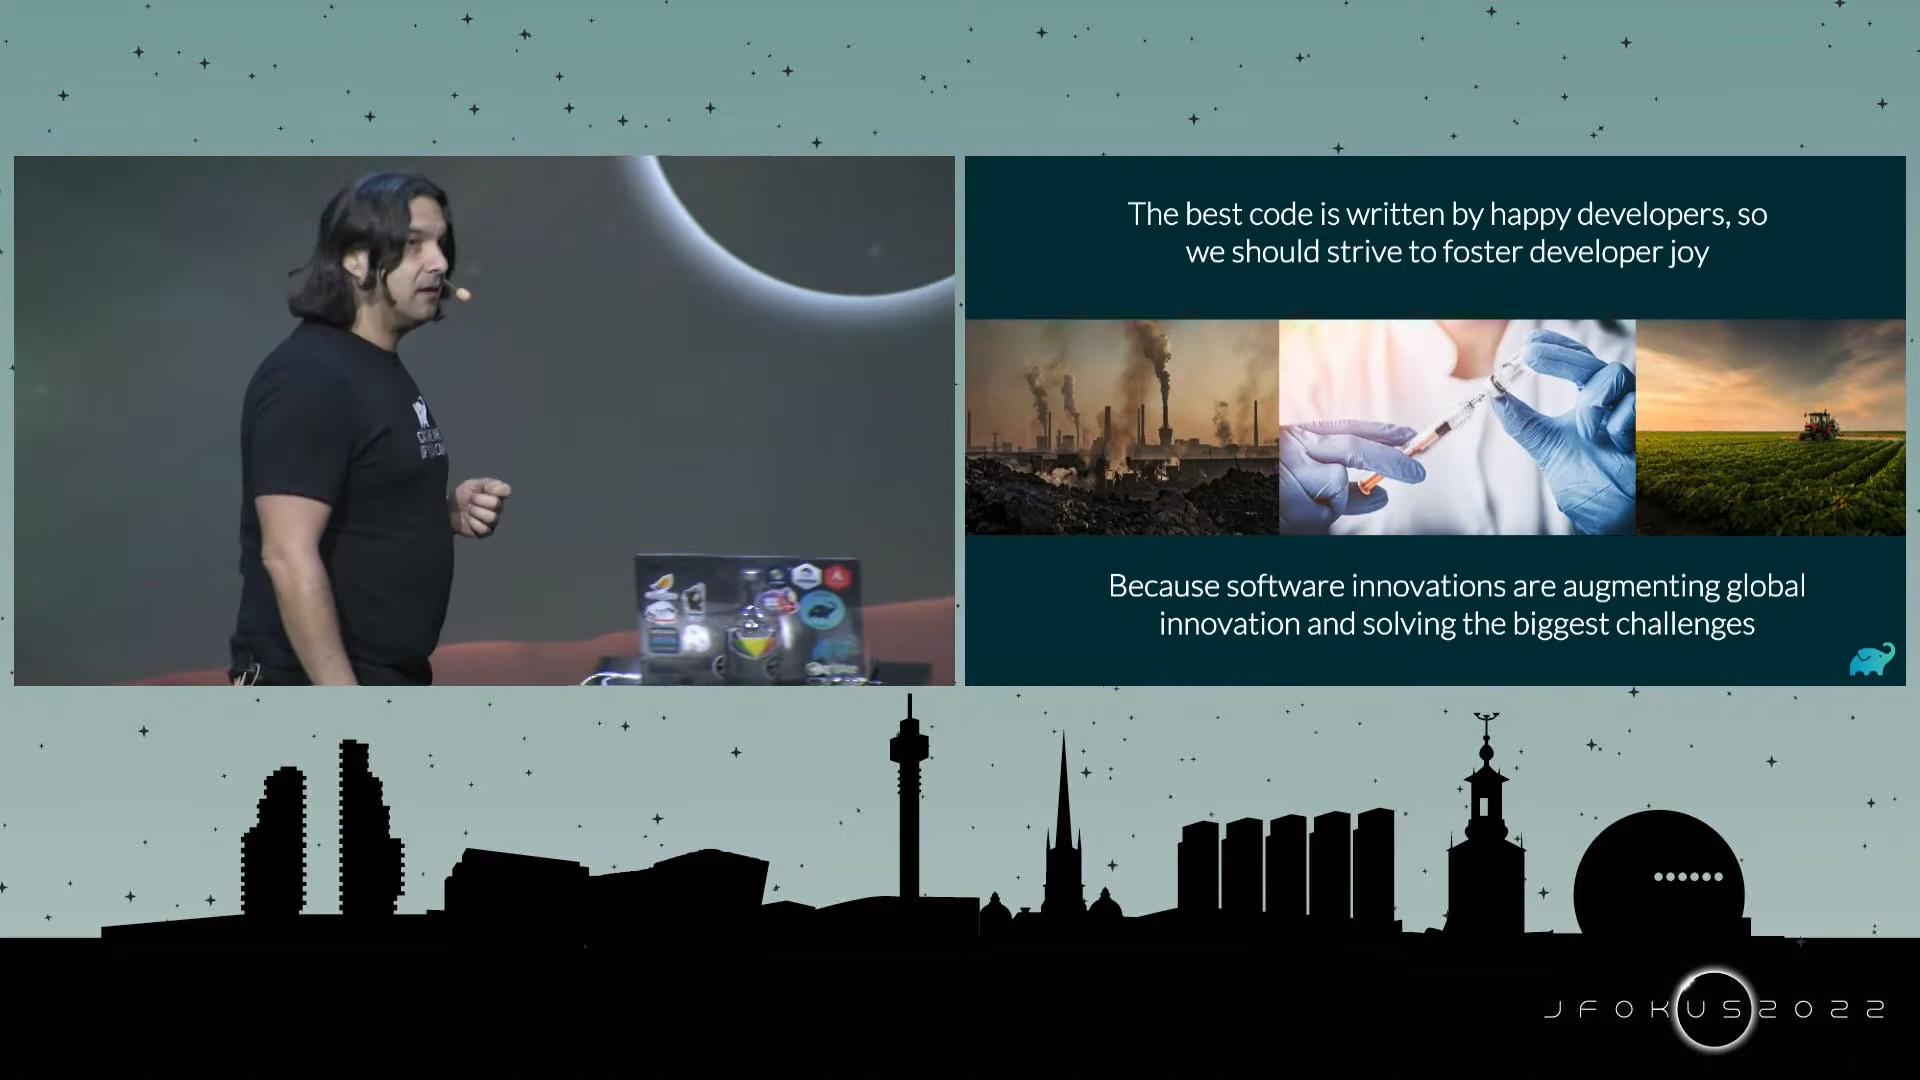 The best code is written by happy developers, so
we should strive to foster developer joy
Because software innovations are augmenting global
innovation and solving the biggest challenges
JFOKUS2022